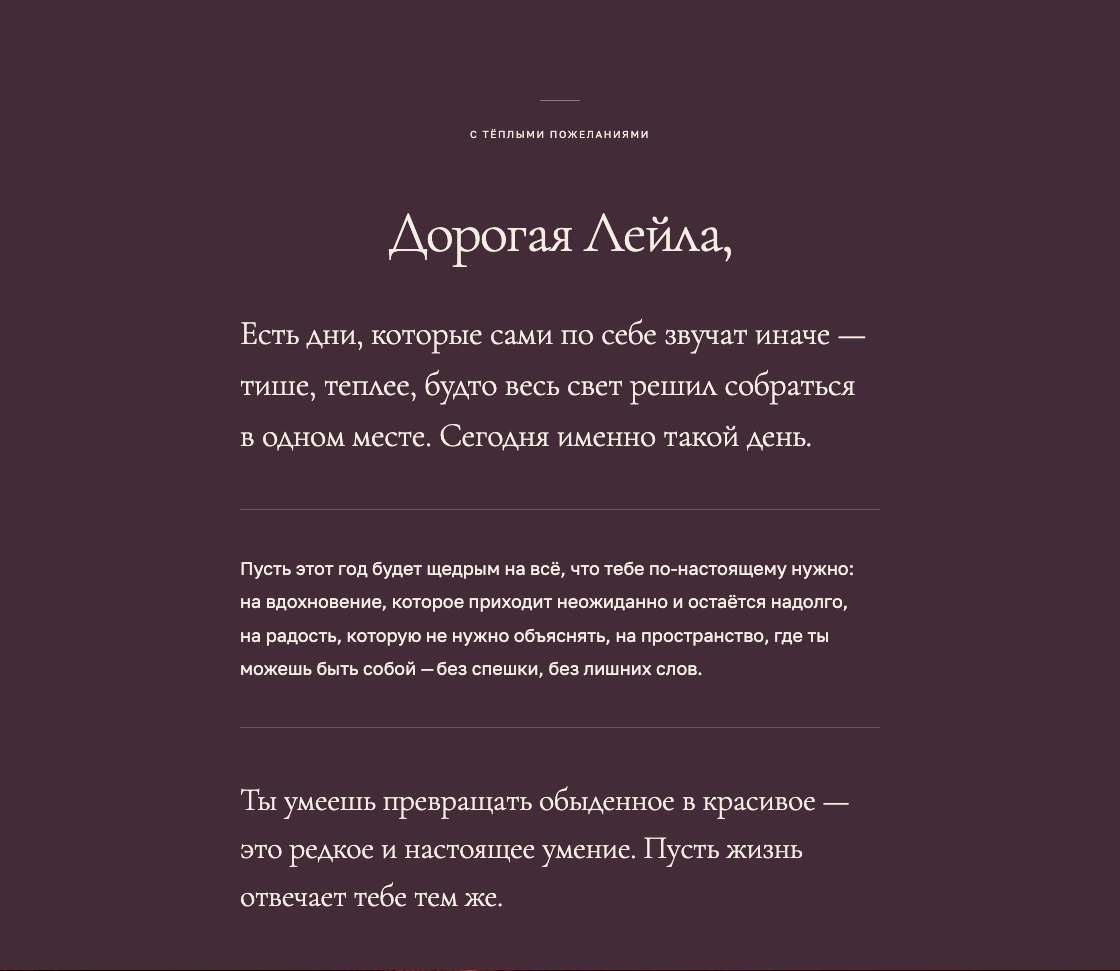 С ТЁПЛЫМИ ПОЖЕЛАНИЯМИ
Дорогая Лейла,
Есть дни, которые сами по себе звучат иначе —
тише, теплее, будто весь свет решил собраться
в одном месте. Сегодня именно такой день.
Пусть этот год будет щедрым на всё, что тебе по-настоящему нужно:
на вдохновение, которое приходит неожиданно и остаётся надолго,
на радость, которую не нужно объяснять, на пространство, где ты
можешь быть собой — без спешки, без лишних слов.
Ты умеешь превращать обыденное в красивое —
это редкое и настоящее умение. Пусть жизнь
отвечает тебе тем же.